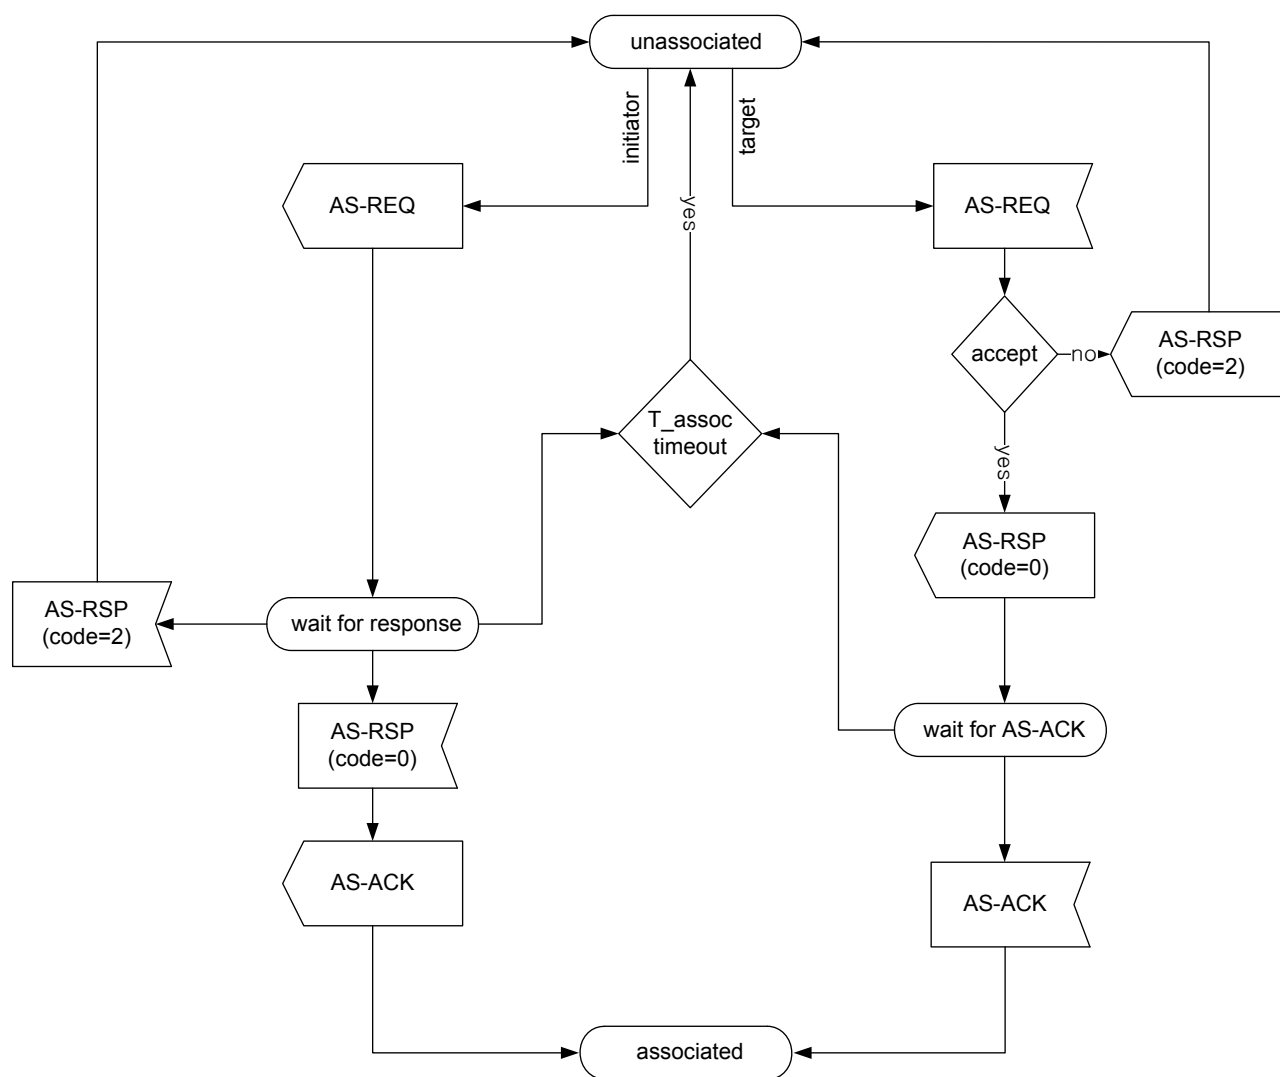 unassociated
initiator
target
AS-REQ
yes
AS-REQ
accept
no
AS-RSP
(code=2)
T_assoc
timeout
yes
AS-RSP
(code=0)
AS-RSP
(code=2)
wait for response
AS-RSP
(code=0)
wait for AS-ACK
AS-ACK
AS-ACK
associated